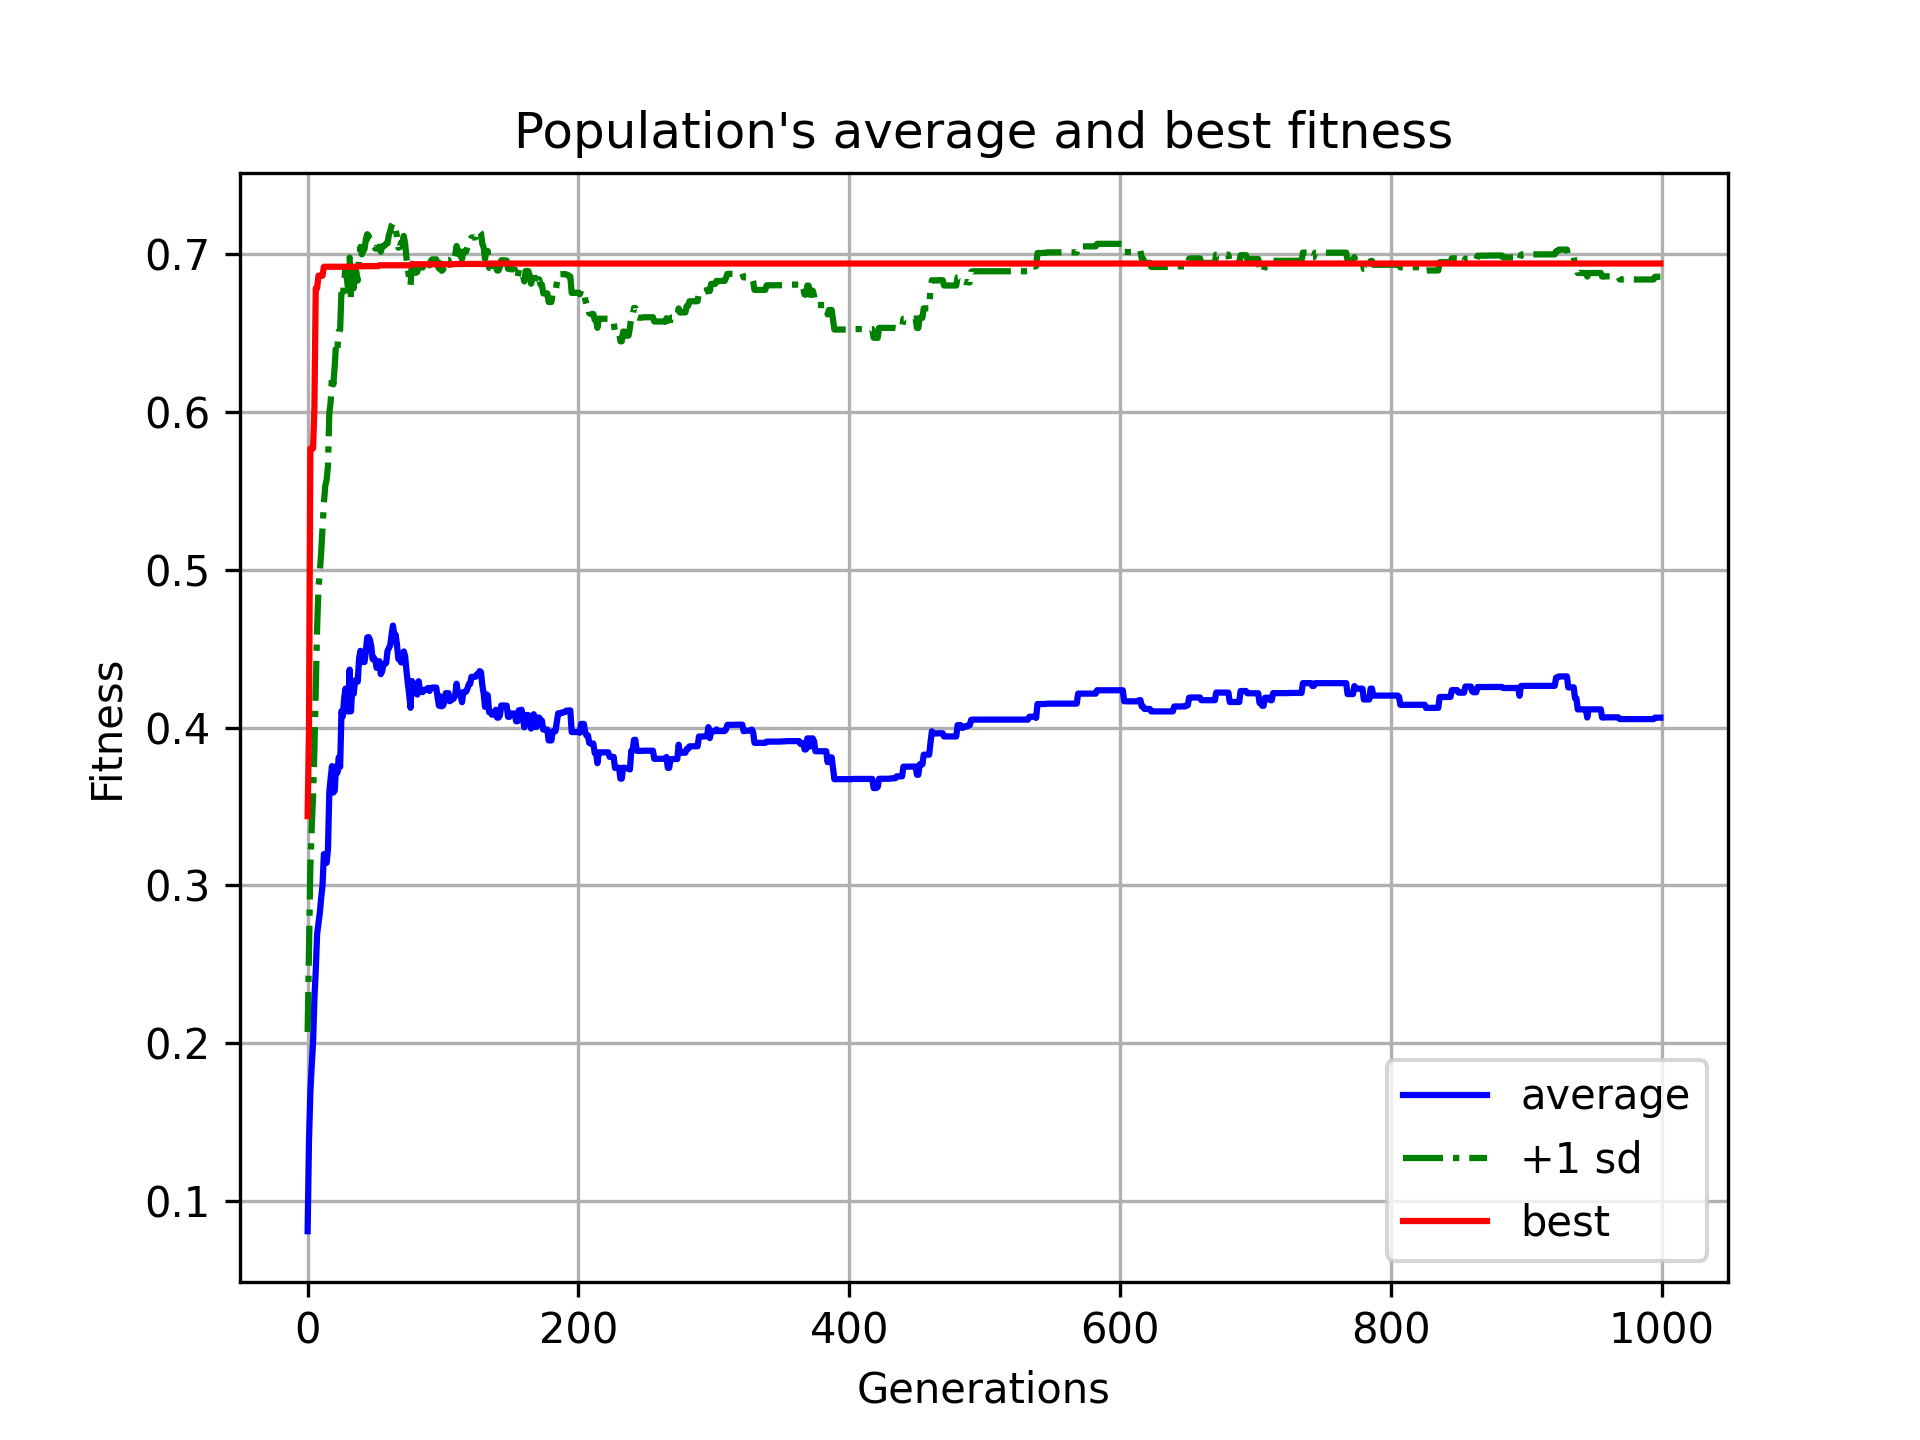 Population's average and best fitness
Fitness
0.7
0.6
0.5
0.4
0.3
0.2
0.1
0 200 400 600 800 1000
Generations
average
+1 sd
best